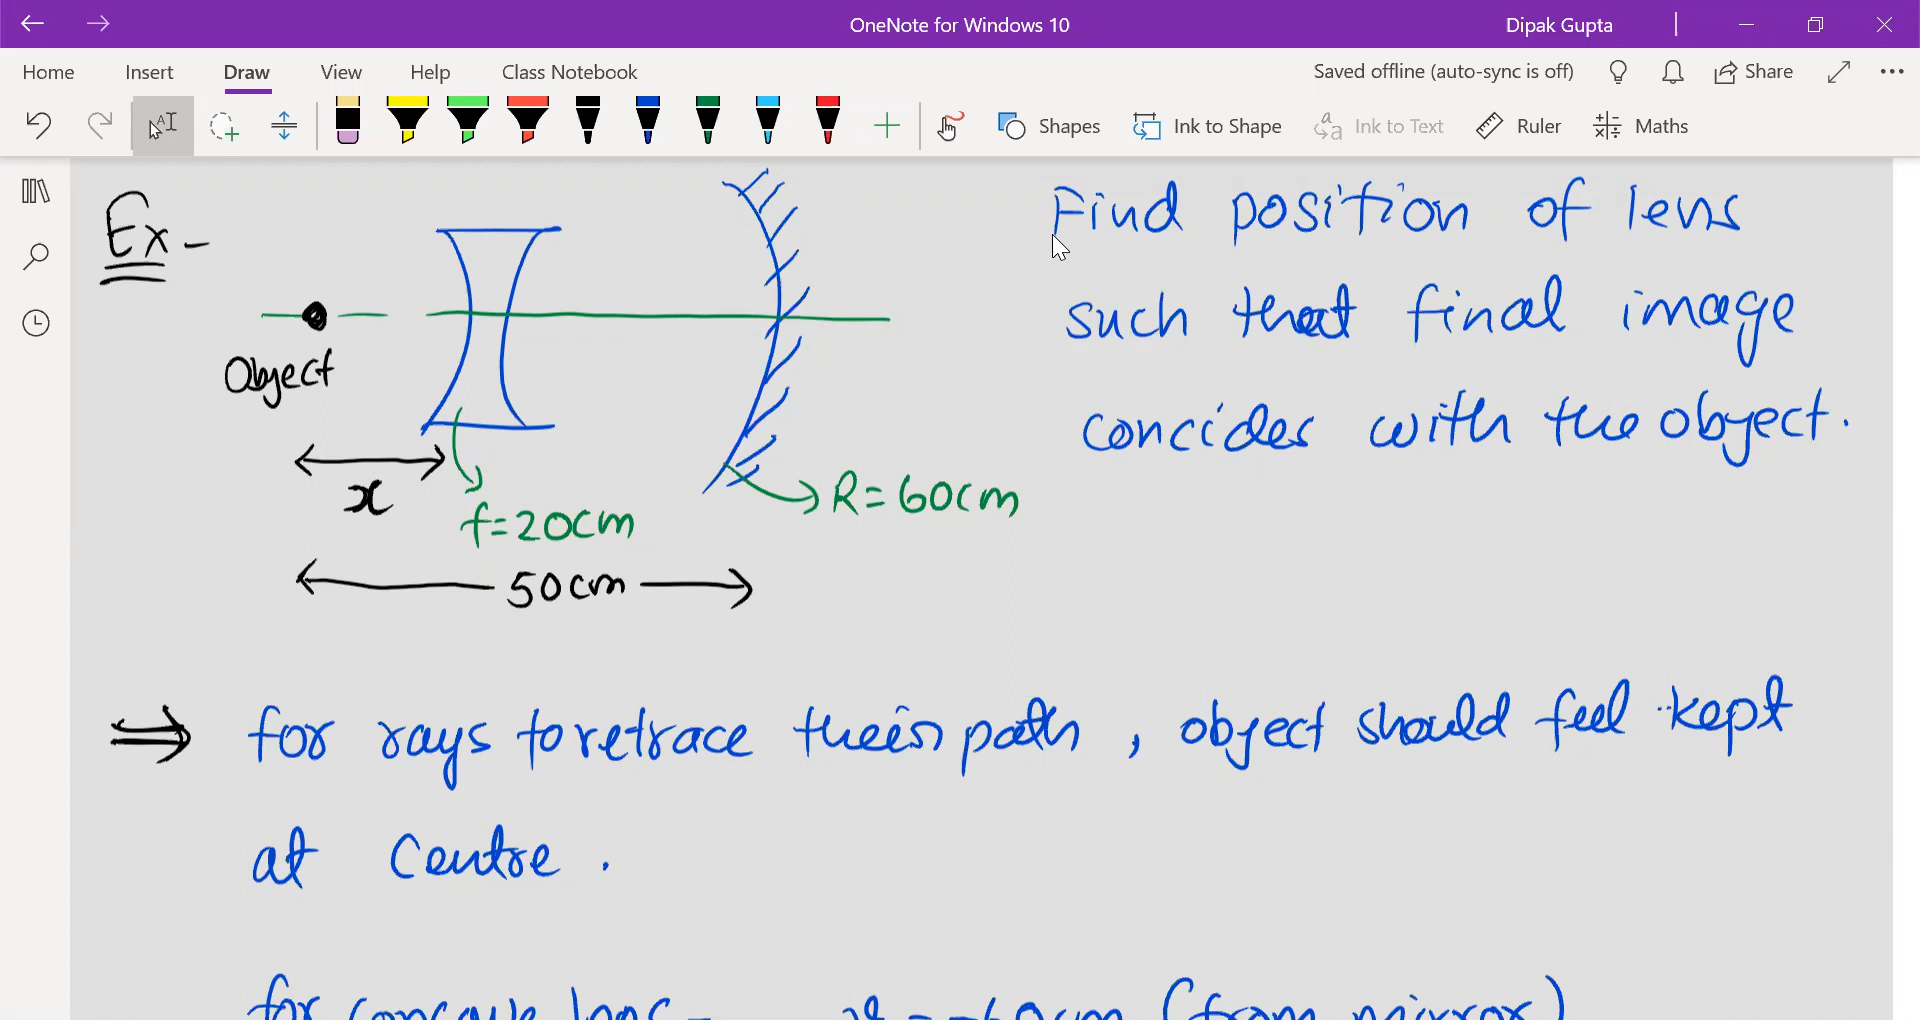 OneNote for Windows 10
Dipak Gupta
Home Insert Draw View Help Class Notebook
Saved offline (auto-sync is off) Share
Shapes Ink to Shape Ink to Text Ruler Maths
Ex -
Find position of lens
such that final image
concides with the object.
Object
x
f=20cm
R=60cm
50cm
⇒ for rays to retrace their path, object should feel kept
at Centre.
for concave lens -